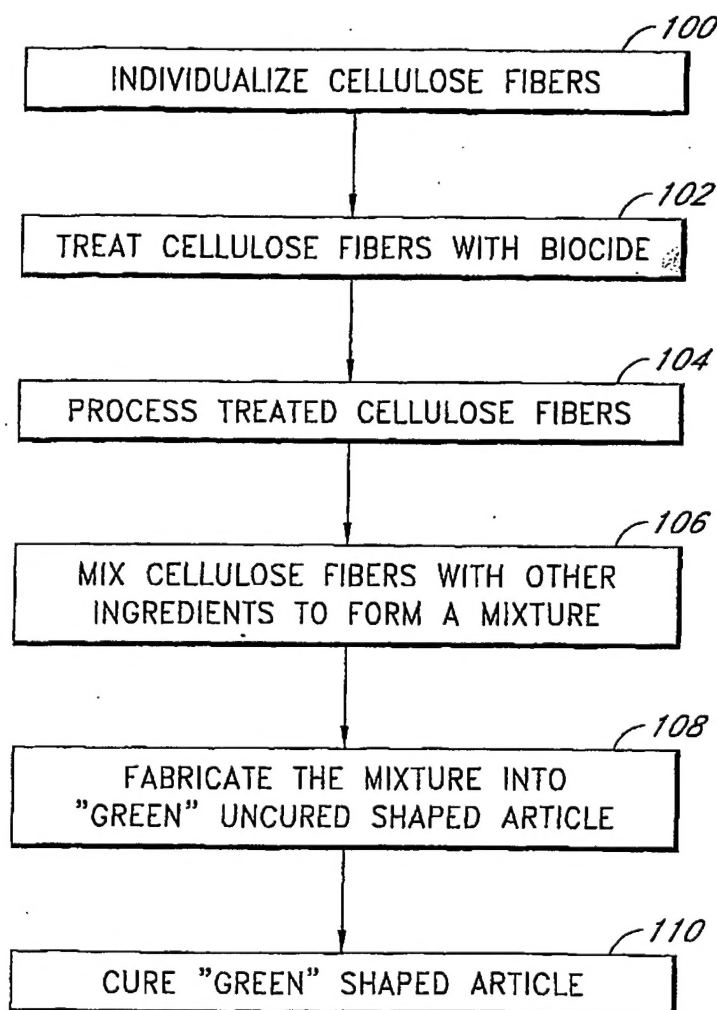 100
INDIVIDUALIZE CELLULOSE FIBERS
102
TREAT CELLULOSE FIBERS WITH BIOCIDE
104
PROCESS TREATED CELLULOSE FIBERS
106
MIX CELLULOSE FIBERS WITH OTHER
INGREDIENTS TO FORM A MIXTURE
108
FABRICATE THE MIXTURE INTO
"GREEN" UNCURED SHAPED ARTICLE
110
CURE "GREEN" SHAPED ARTICLE